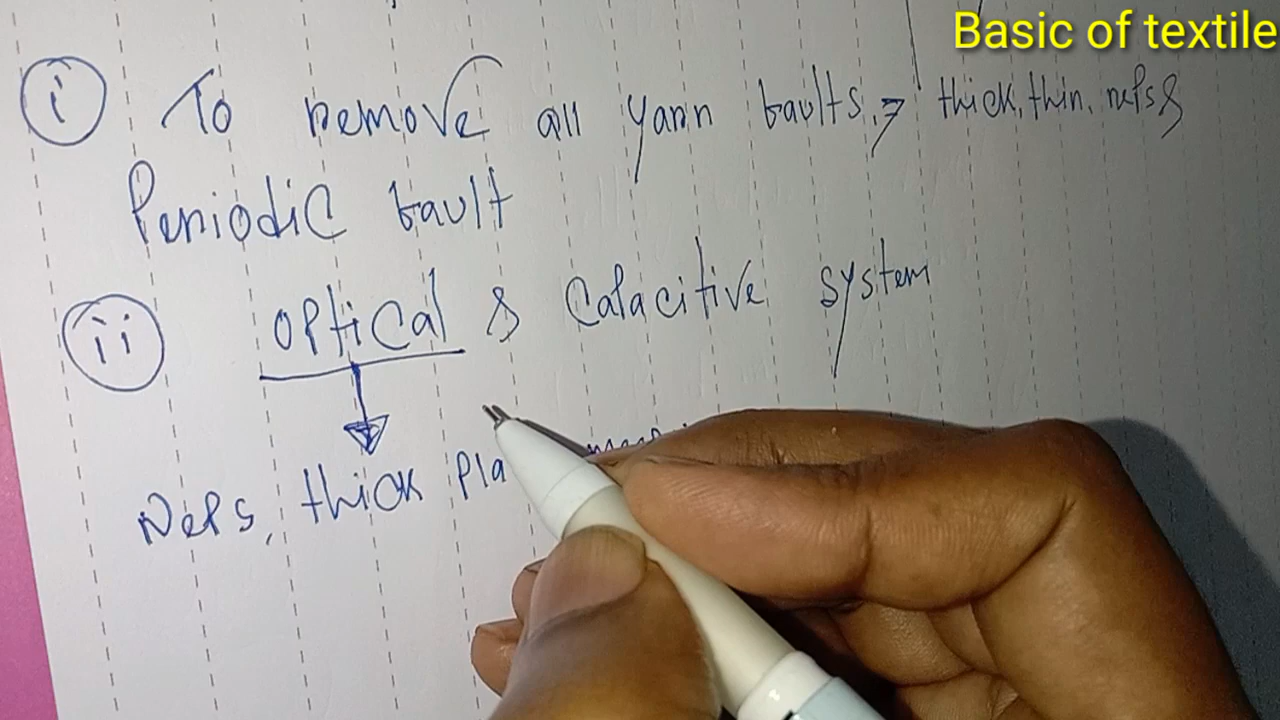 Basic of textile
i To remove all yarn faults. → thick, thin, neps &
Periodic fault
ii Optical & Capacitive system
Neps, thick pla